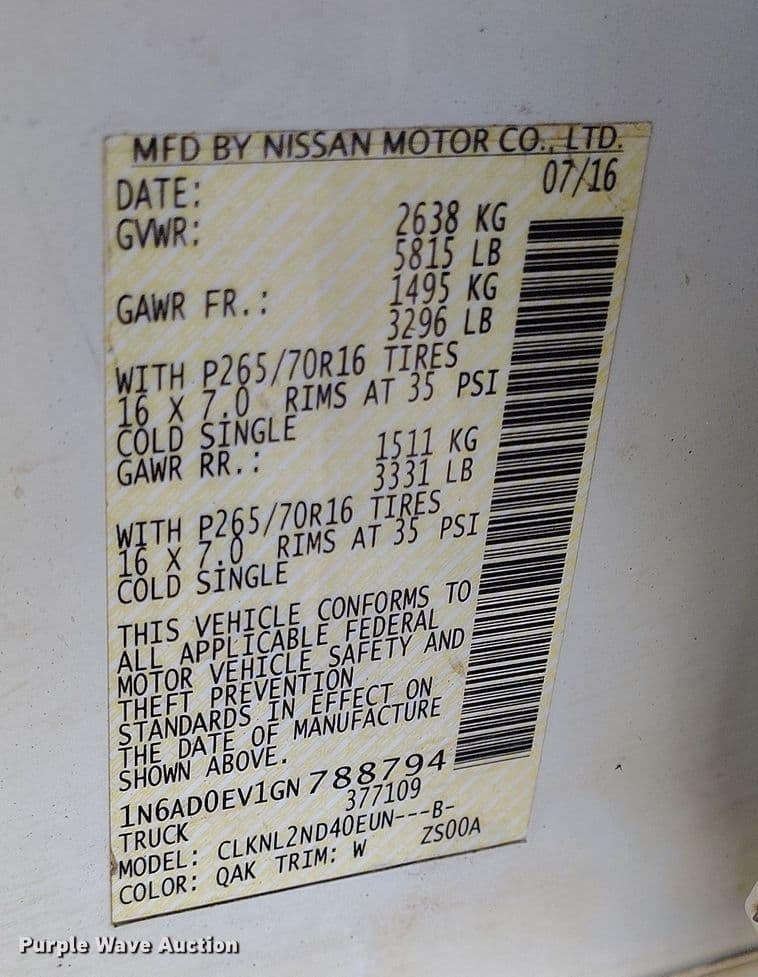 MFD BY NISSAN MOTOR CO., LTD.
DATE: 07/16
GVWR: 2638 KG
5815 LB
GAWR FR.: 1495 KG
3296 LB
WITH P265/70R16 TIRES
16 X 7.0 RIMS AT 35 PSI
COLD SINGLE
GAWR RR.: 1511 KG
3331 LB
WITH P265/70R16 TIRES
16 X 7.0 RIMS AT 35 PSI
COLD SINGLE
THIS VEHICLE CONFORMS TO
ALL APPLICABLE FEDERAL
MOTOR VEHICLE SAFETY AND
THEFT PREVENTION
STANDARDS IN EFFECT ON
THE DATE OF MANUFACTURE
SHOWN ABOVE.
1N6AD0EV1GN788794
TRUCK 377109
MODEL: CLKNL2ND40EUN---B-
COLOR: QAK TRIM: W ZS00A
Purple Wave Auction